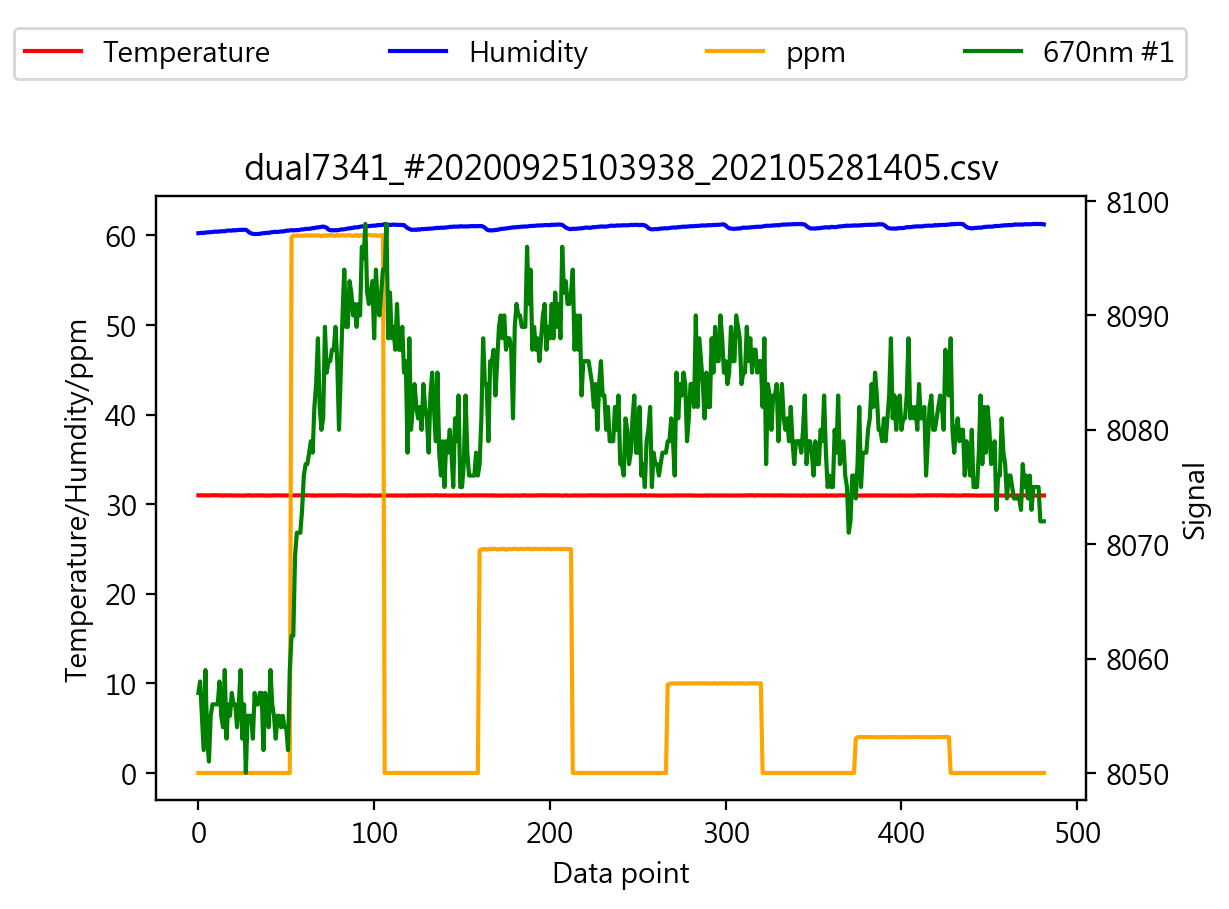 Temperature Humidity ppm 670nm #1
dual7341_#20200925103938_202105281405.csv
Temperature/Humdity/ppm
60
50
40
30
20
10
0
8100
8090
8080
8070
8060
8050
Signal
0 100 200 300 400 500
Data point